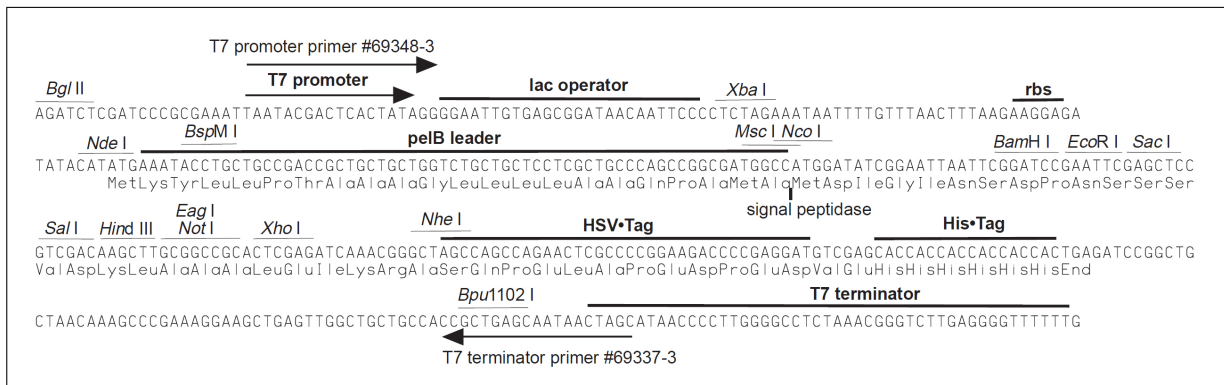 T7 promoter primer #69348-3
Bgl II T7 promoter lac operator Xba I rbs
AGATCTCGATCCCGCGAAATTAATACGACTCACTATAGGGGAATTGTGAGCGGATAACAATTCCCCTCTAGAAATAATTTTGTTTAACTTTAAGAAGGAGA
Nde I BspM I pelB leader Msc I Nco I BamH I EcoR I Sac I
TATACATATGAAATACCTGCTGCCGACCGCTGCTGCTGGTCTGCTGCTCCTCGCTGCCCAGCCGGCGATGGCCATGGATATCGGAATTAATTCGGATCCGAATTCGAGCTCC
MetLysTyrLeuLeuProThrAlaAlaAlaGlyLeuLeuLeuLeuAlaAlaGlnProAlaMetAlaMetAspIleGlyIleAsnSerAspProAsnSerSerSer
signal peptidase
Sal I Hind III Eag I Not I Xho I Nhe I HSV•Tag His•Tag
GTCGACAAGCTTGCGGCCGCACTCGAGATCAAACGGGCTAGCCAGCCAGAACTCGCCCCGGAAGACCCCGAGGATGTCGAGCACCACCACCACCACCACTGAGATCCGGCTG
ValAspLysLeuAlaAlaAlaLeuGluIleLysArgAlaSerGlnProGluLeuAlaProGluAspProGluAspValGluHisHisHisHisHisHisEnd
Bpu1102 I T7 terminator
CTAACAAAGCCCGAAAGGAAGCTGAGTTGGCTGCTGCCACCGCTGAGCAATAACTAGCATAACCCCTTGGGGCCTCTAAACGGGTCTTGAGGGGTTTTTTG
T7 terminator primer #69337-3